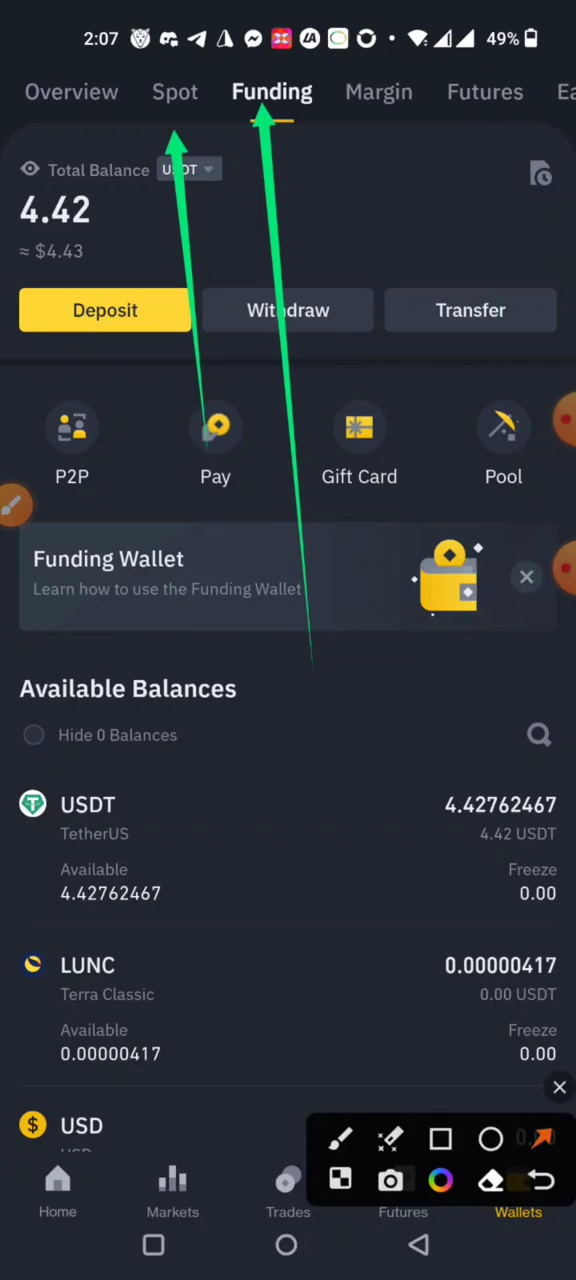 2:07 49%
Overview Spot Funding Margin Futures Ea
Total Balance USDT
4.42
≈ $4.43
Deposit Withdraw Transfer
P2P Pay Gift Card Pool
Funding Wallet
Learn how to use the Funding Wallet
Available Balances
Hide 0 Balances
USDT 4.42762467
TetherUS 4.42 USDT
Available Freeze
4.42762467 0.00
LUNC 0.00000417
Terra Classic 0.00 USDT
Available Freeze
0.00000417 0.00
USD
Home Markets Trades Futures Wallets